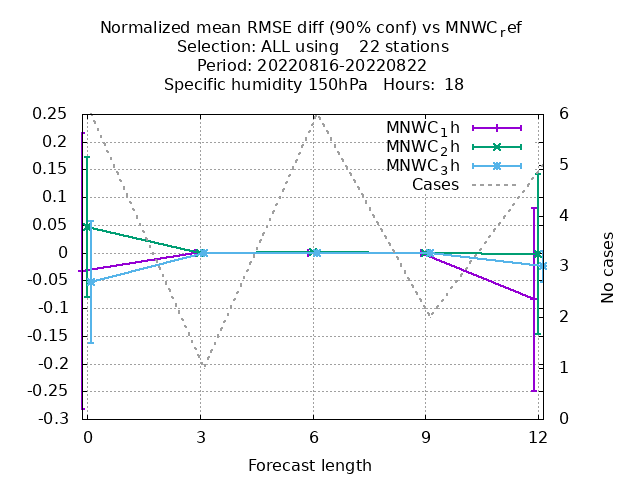 Normalized mean RMSE diff (90% conf) vs MNWC_ref
Selection: ALL using    22 stations
Period: 20220816-20220822
Specific humidity 150hPa   Hours:  18
MNWC_1h
MNWC_2h
MNWC_3h
Cases
0.25
0.2
0.15
0.1
0.05
0
-0.05
-0.1
-0.15
-0.2
-0.25
-0.3
6
5
4
3
2
1
0
No cases
0 3 6 9 12
Forecast length